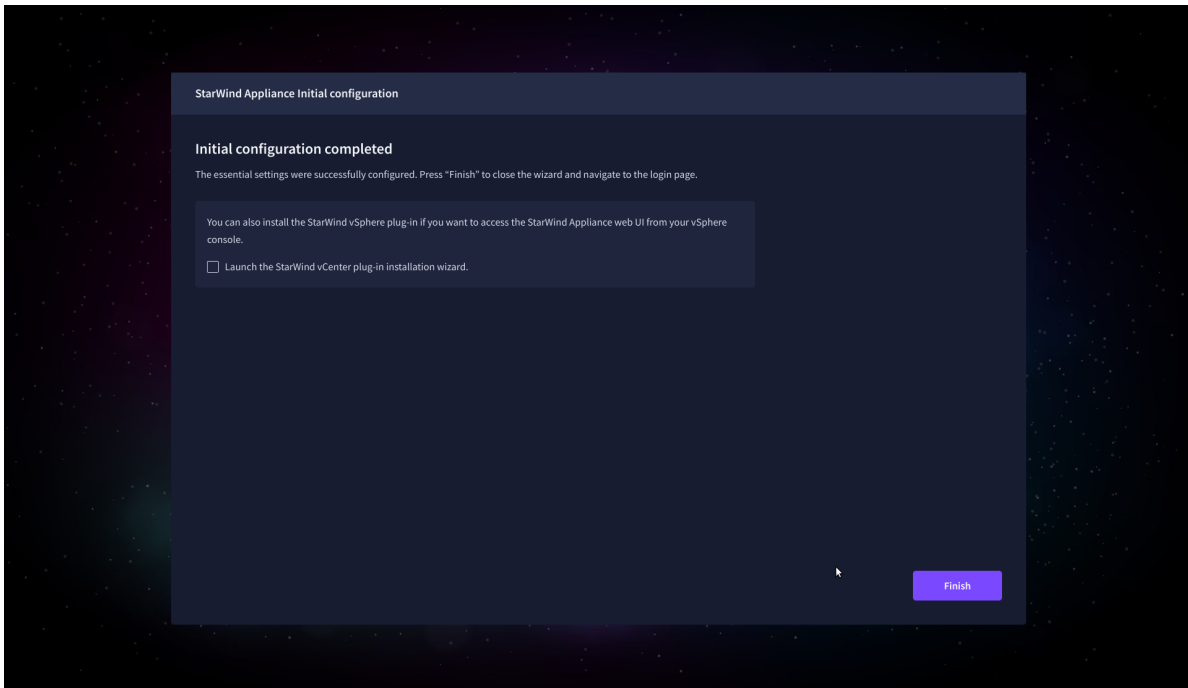 StarWind Appliance Initial configuration
Initial configuration completed
The essential settings were successfully configured. Press “Finish” to close the wizard and navigate to the login page.
You can also install the StarWind vSphere plug-in if you want to access the StarWind Appliance web UI from your vSphere
console.
Launch the StarWind vCenter plug-in installation wizard.
Finish